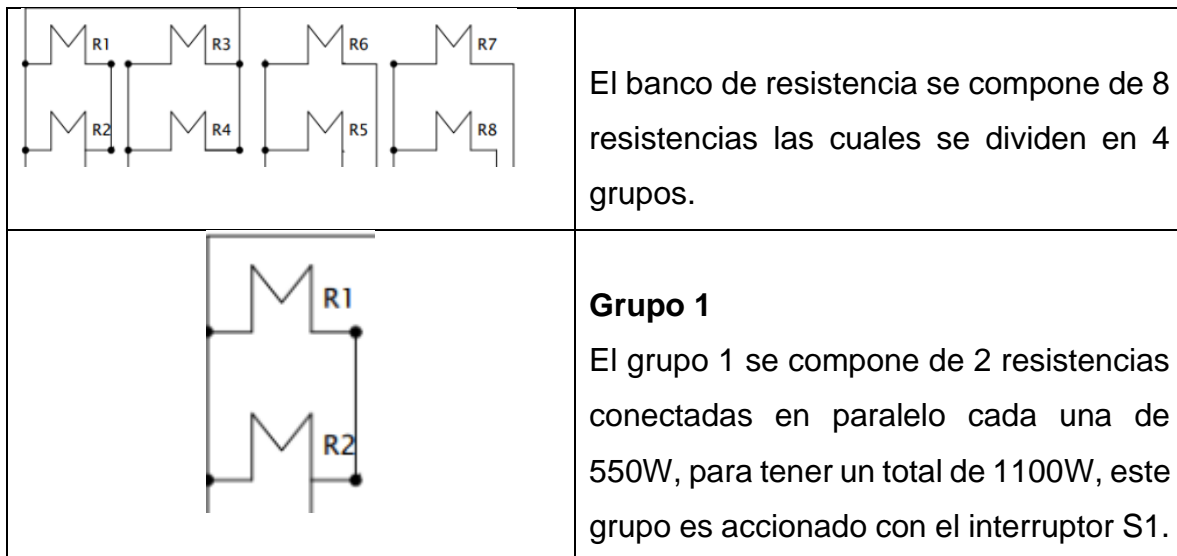 R1 R3 R6 R7
R2 R4 R5 R8
El banco de resistencia se compone de 8
resistencias las cuales se dividen en 4
grupos.
R1
R2
Grupo 1
El grupo 1 se compone de 2 resistencias
conectadas en paralelo cada una de
550W, para tener un total de 1100W, este
grupo es accionado con el interruptor S1.